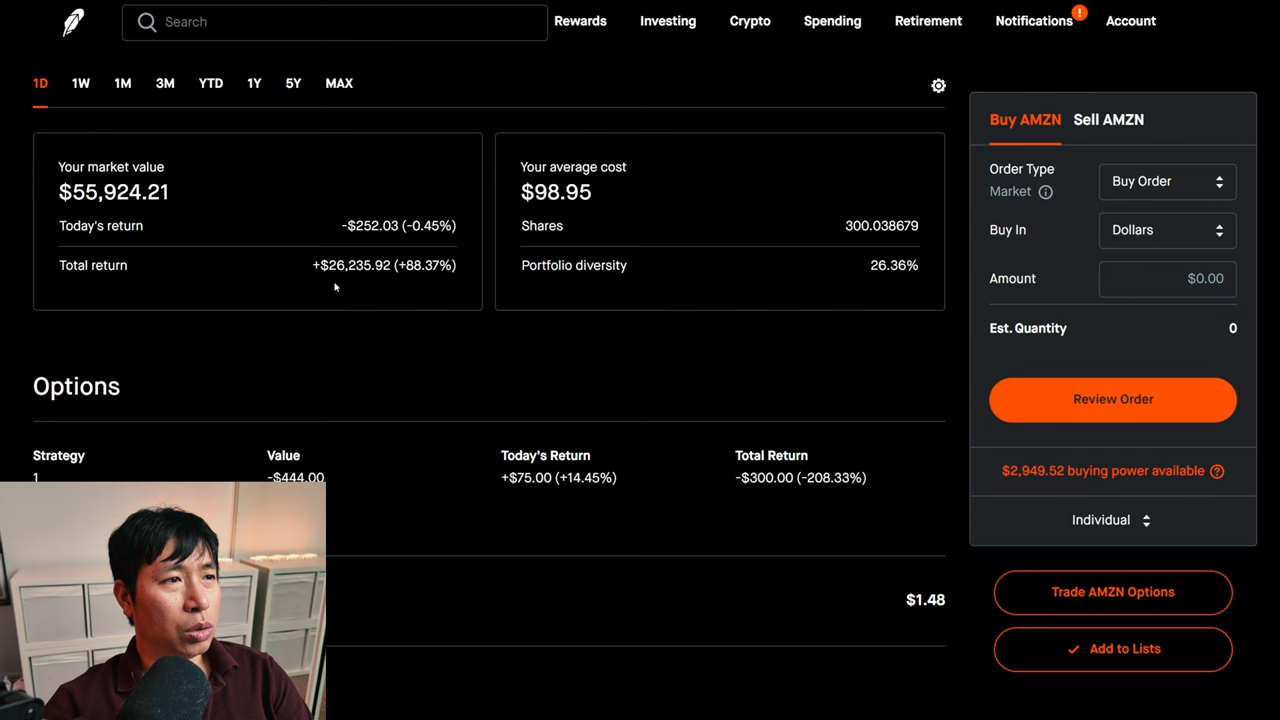 Search
Rewards
Investing
Crypto
Spending
Retirement
Notifications
!
Account
1D 1W 1M 3M YTD 1Y 5Y MAX
Your market value
$55,924.21
Today's return -$252.03 (-0.45%)
Total return +$26,235.92 (+88.37%)
Your average cost
$98.95
Shares 300.038679
Portfolio diversity 26.36%
Options
Strategy Value Today's Return Total Return
1 -$444.00 +$75.00 (+14.45%) -$300.00 (-208.33%)
$1.48
Buy AMZN Sell AMZN
Order Type
Market
Buy Order
Buy In Dollars
Amount $0.00
Est. Quantity 0
Review Order
$2,949.52 buying power available
Individual
Trade AMZN Options
Add to Lists